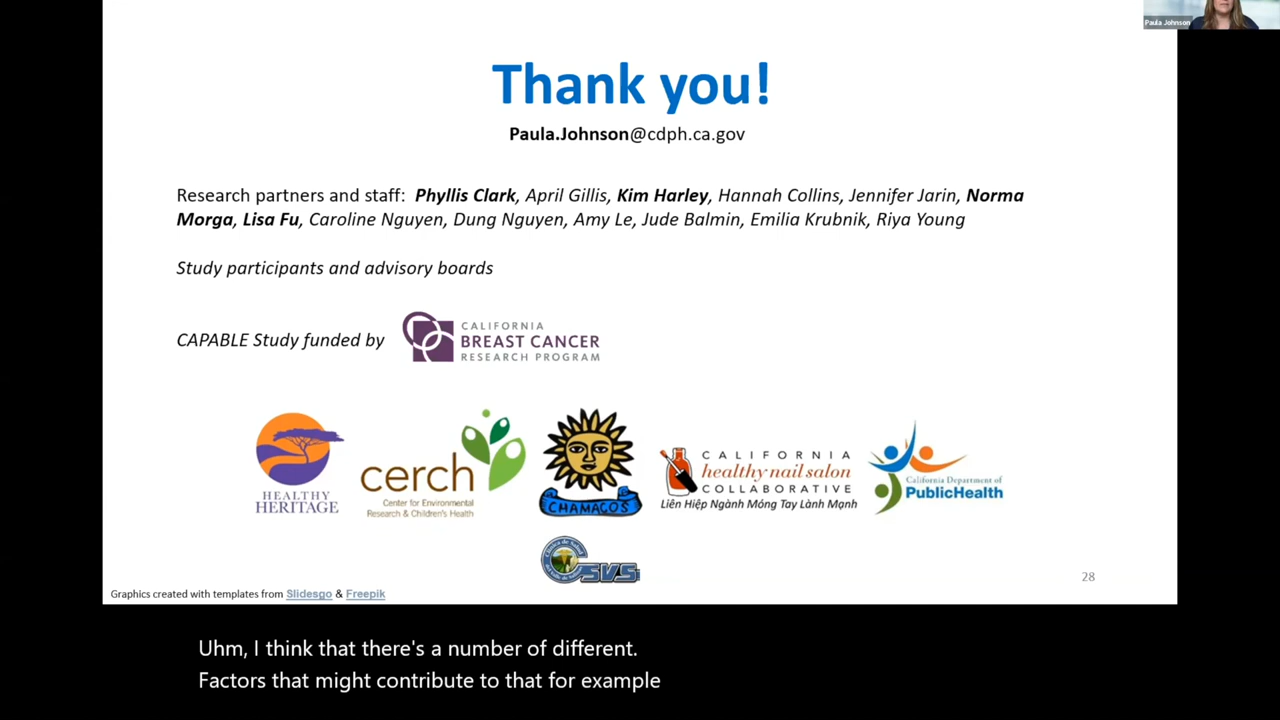 Paula Johnson
Thank you!
Paula.Johnson@cdph.ca.gov
Research partners and staff: Phyllis Clark, April Gillis, Kim Harley, Hannah Collins, Jennifer Jarin, Norma
Morga, Lisa Fu, Caroline Nguyen, Dung Nguyen, Amy Le, Jude Balmin, Emilia Krubnik, Riya Young
Study participants and advisory boards
CAPABLE Study funded by
CALIFORNIA
BREAST CANCER
RESEARCH PROGRAM
HEALTHY
HERITAGE
cerch
Center for Environmental
Research & Children's Health
CHAMACOS
CALIFORNIA
healthy nail salon
COLLABORATIVE
Liên Hiệp Ngành Móng Tay Lành Mạnh
California Department of
PublicHealth
Clinica de Salud
CSVS
28
Graphics created with templates from Slidesgo & Freepik
Uhm, I think that there's a number of different.
Factors that might contribute to that for example